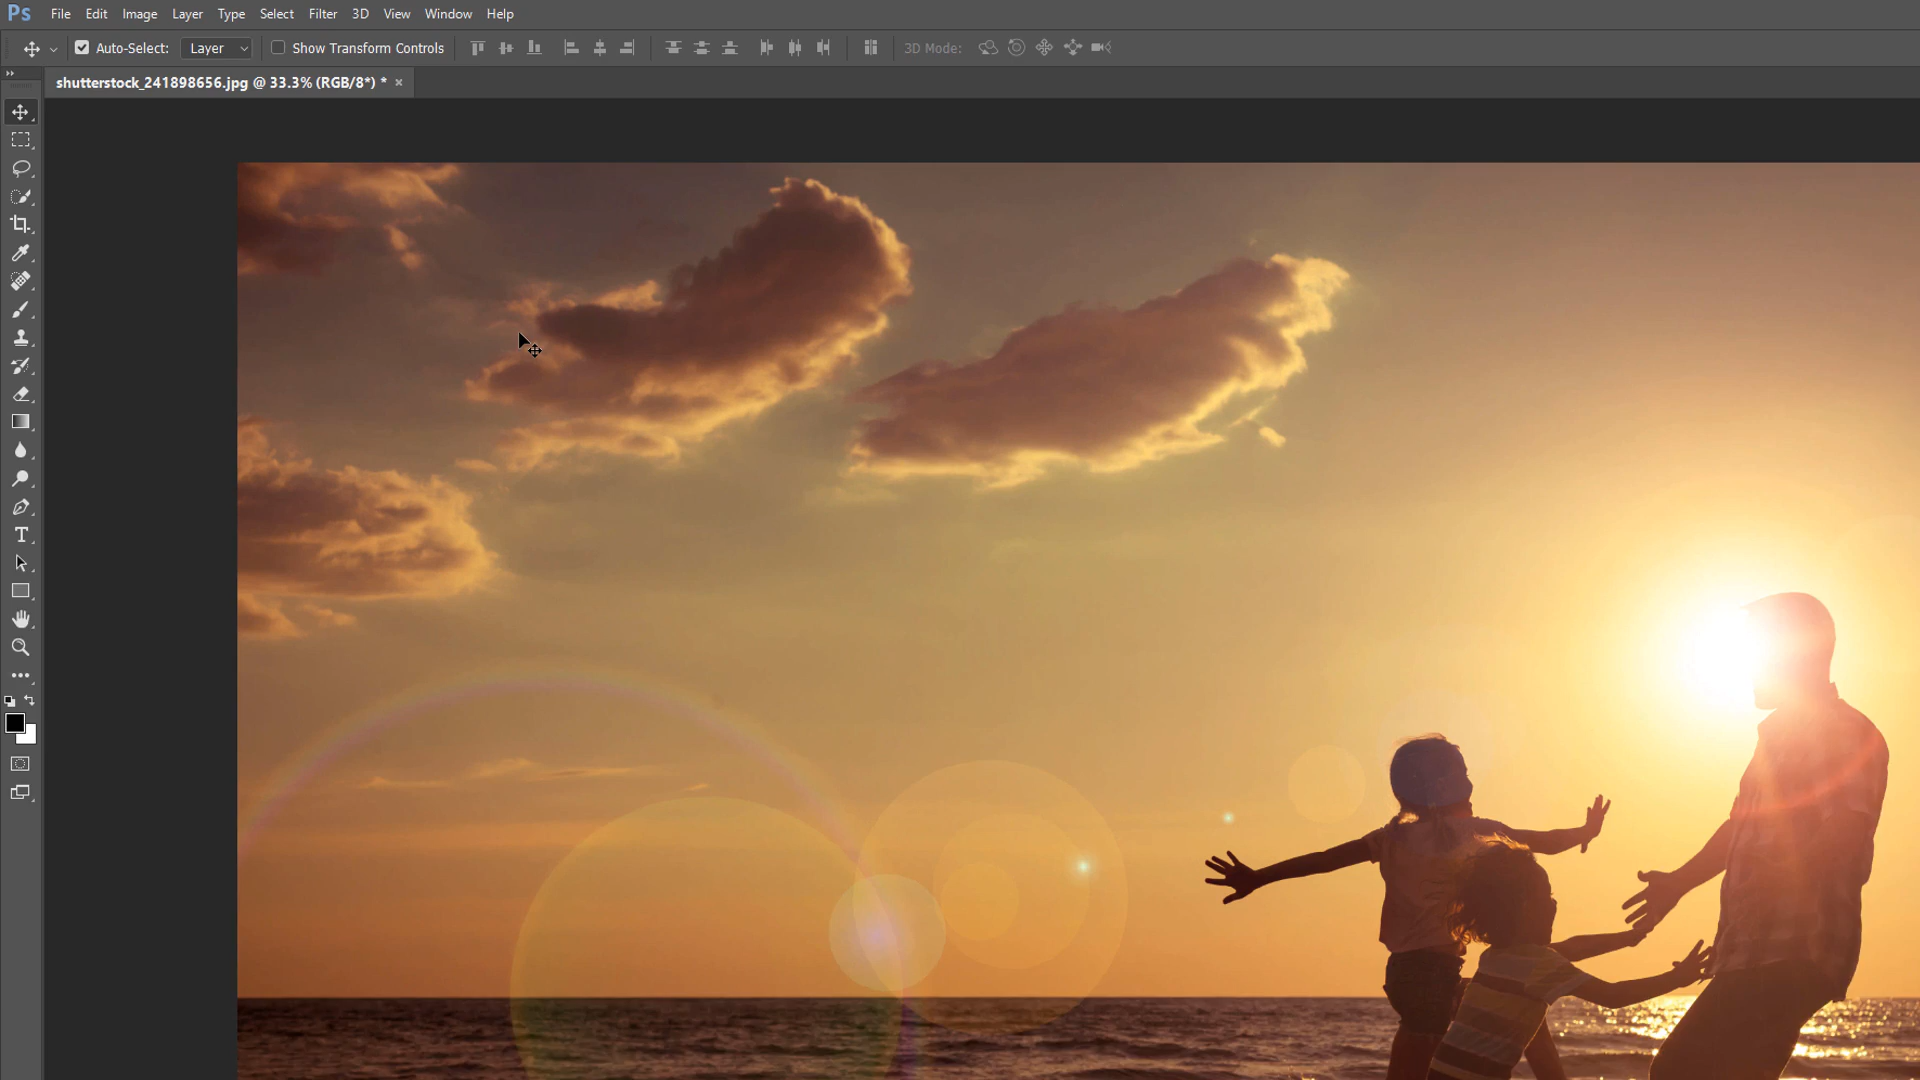 Ps File Edit Image Layer Type Select Filter 3D View Window Help
Auto-Select: Layer Show Transform Controls 3D Mode:
shutterstock_241898656.jpg @ 33.3% (RGB/8*) * ×
T